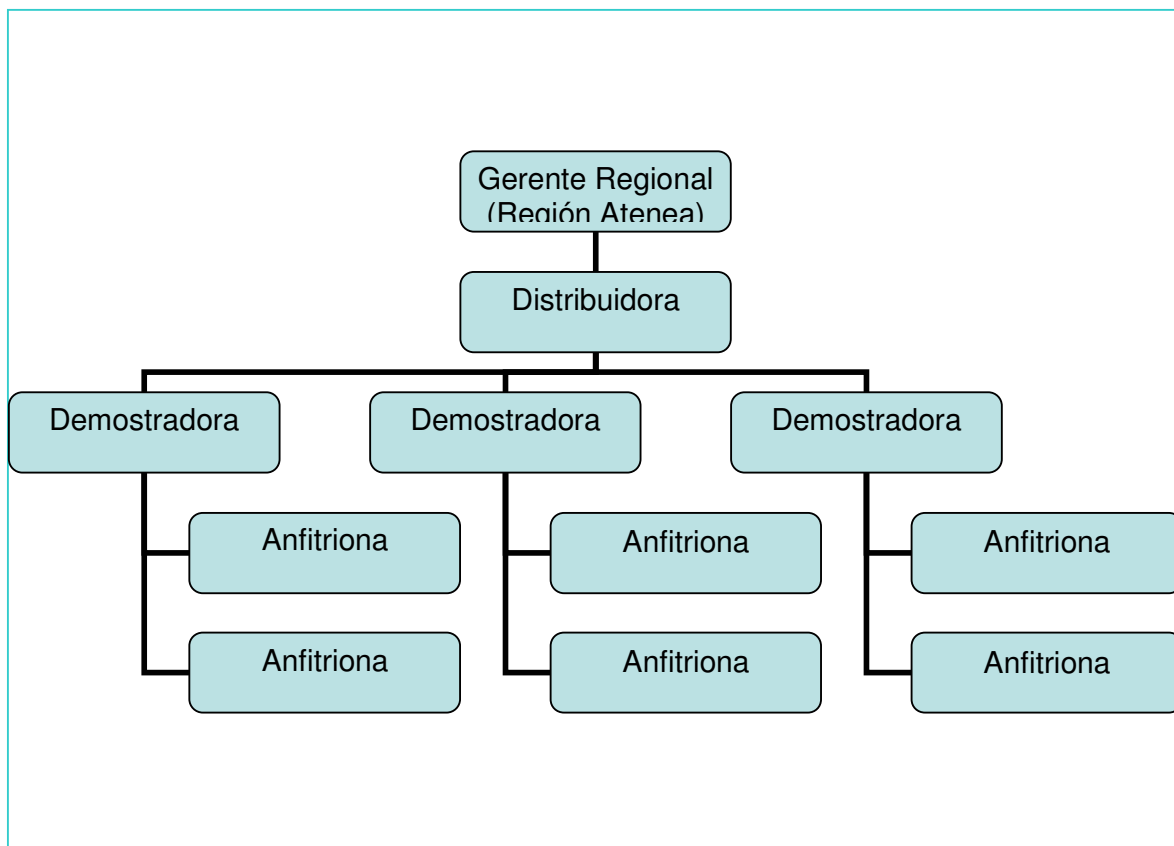 Gerente Regional
(Región Atenea)
Distribuidora
Demostradora
Demostradora
Demostradora
Anfitriona
Anfitriona
Anfitriona
Anfitriona
Anfitriona
Anfitriona